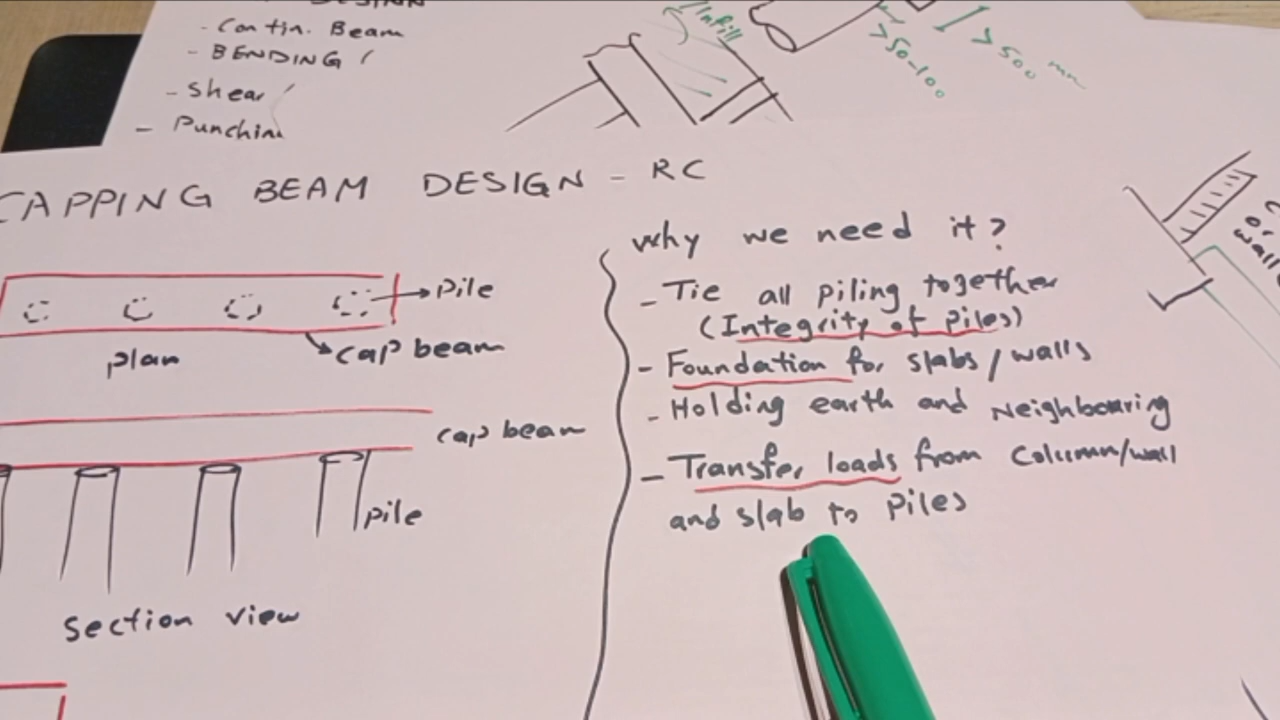 - Contin. Beam
- BENDING
- Shear
- Punchin
Infill
>50-100
>500 mm
CAPPING BEAM DESIGN - RC
Pile
cap beam
plan
cap beam
pile
section view
why we need it?
- Tie all piling together
(Integrity of piles)
- Foundation for slabs/walls
- Holding earth and Neighbouring
- Transfer loads from Column/wall
and slab to piles
or
wall